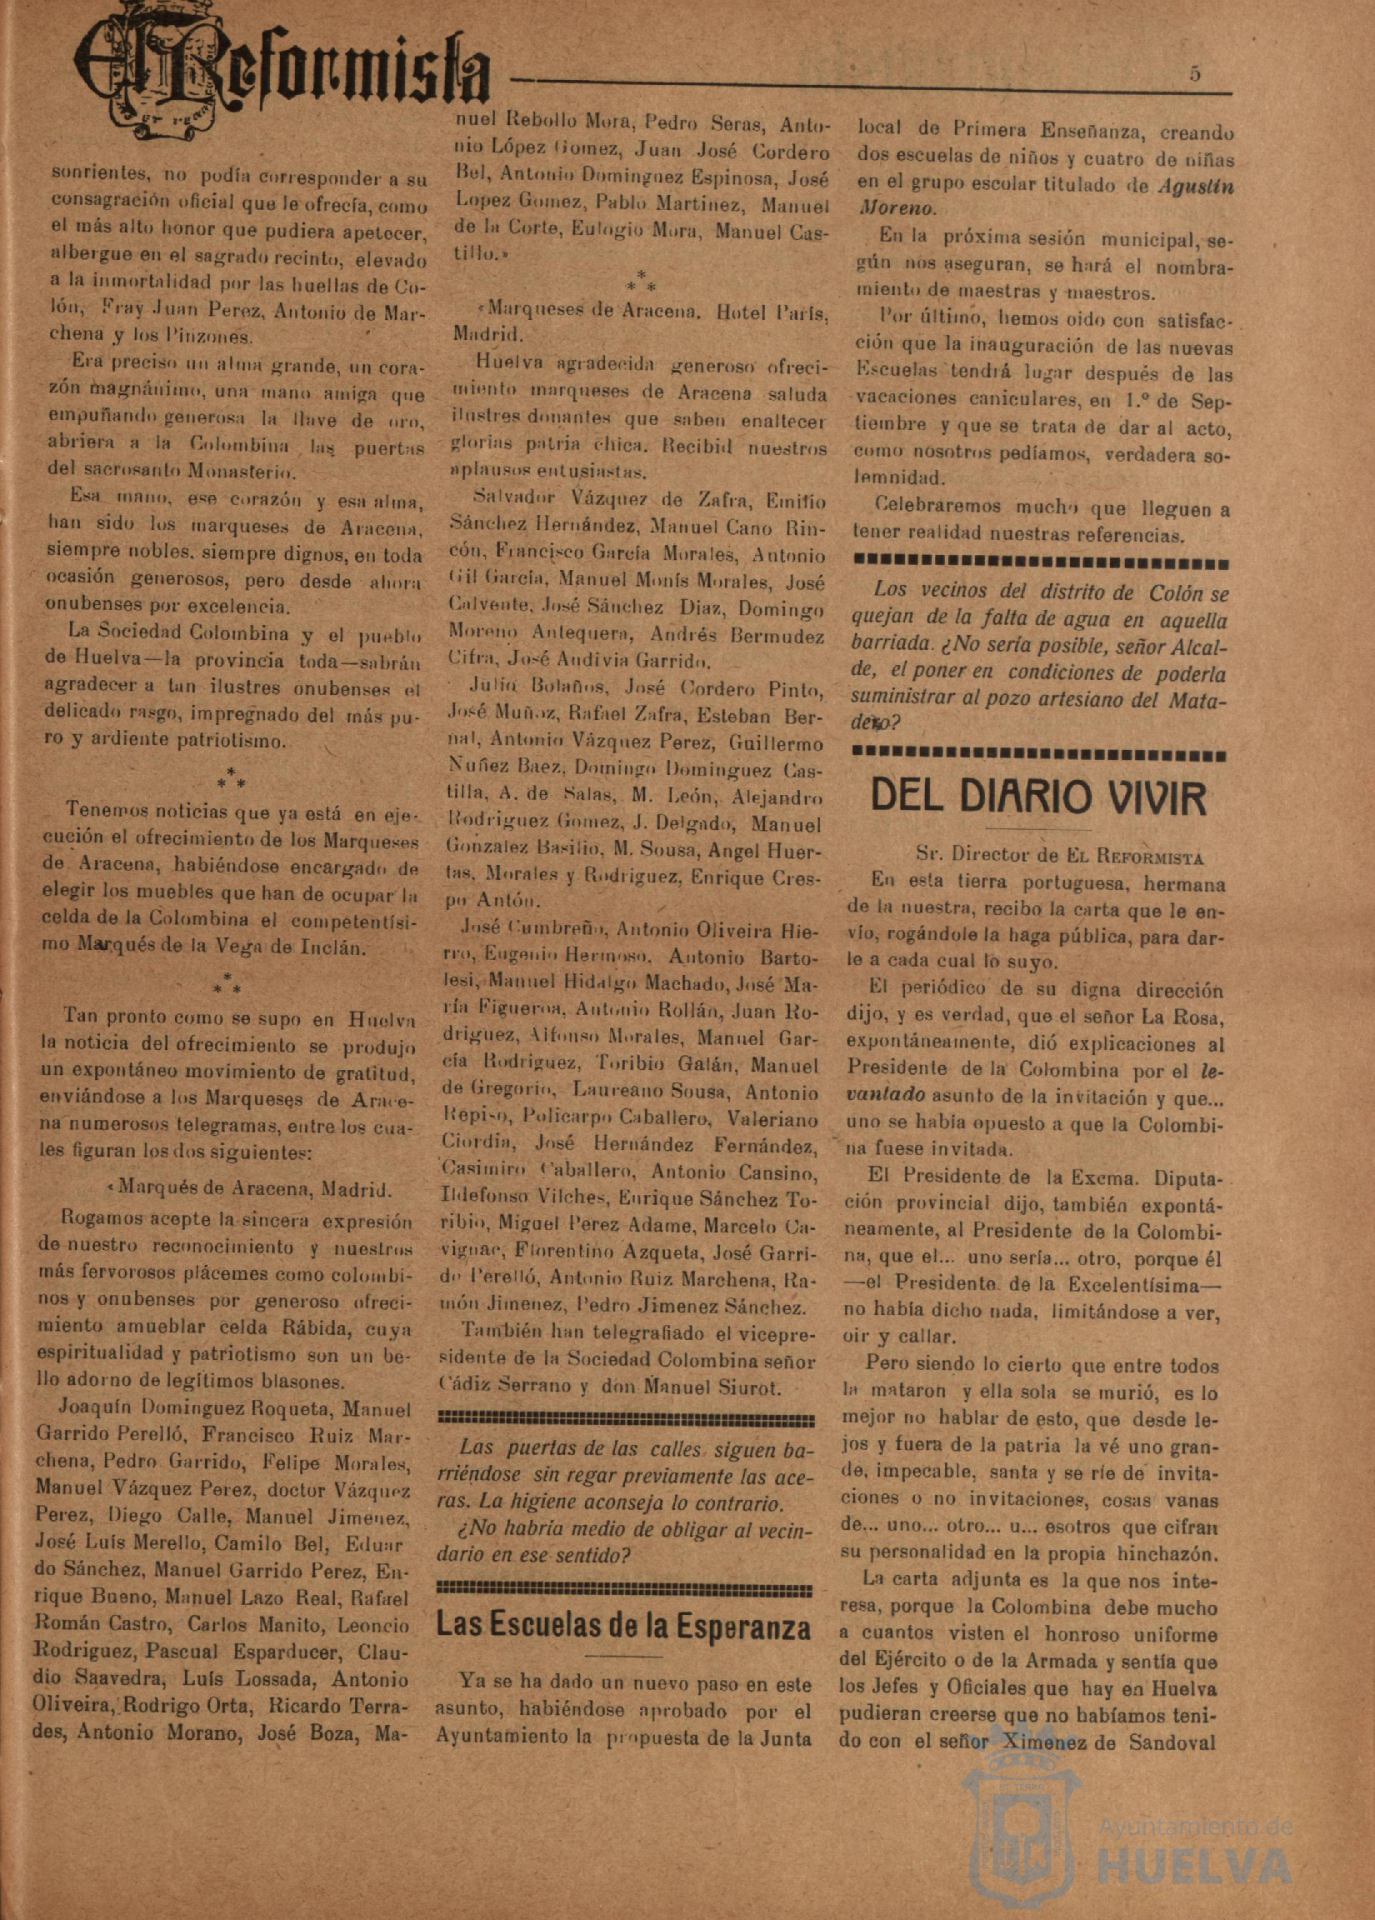 El Reformista
5
sonrientes, no podía corresponder a su
consagración oficial que le ofrecía, como
el más alto honor que pudiera apetecer,
albergue en el sagrado recinto, elevado
a la inmortalidad por las huellas de Co-
lón, Fray Juan Perez, Antonio de Mar-
chena y los Pinzones.
Era preciso un alma grande, un cora-
zón magnánimo, una mano amiga que
empuñando generosa la llave de oro,
abriera a la Colombina las puertas
del sacrosanto Monasterio.
Esa mano, ese corazón y esa alma,
han sido los marqueses de Aracena,
siempre nobles, siempre dignos, en toda
ocasión generosos, pero desde ahora
onubenses por excelencia.
La Sociedad Colombina y el pueblo
de Huelva—la provincia toda—sabrán
agradecer a tan ilustres onubenses el
delicado rasgo, impregnado del más pu-
ro y ardiente patriotismo.
* * *
Tenemos noticias que ya está en eje-
cución el ofrecimiento de los Marqueses
de Aracena, habiéndose encargado de
elegir los muebles que han de ocupar la
celda de la Colombina el competentísi-
mo Marqués de la Vega de Inclán.
* * *
Tan pronto como se supo en Huelva
la noticia del ofrecimiento se produjo
un expontáneo movimiento de gratitud,
enviándose a los Marqueses de Arace-
na numerosos telegramas, entre los cua-
les figuran los dos siguientes:
«Marqués de Aracena, Madrid.
Rogamos acepte la sincera expresión
de nuestro reconocimiento y nuestros
más fervorosos plácemes como colombi-
nos y onubenses por generoso ofreci-
miento amueblar celda Rábida, cuya
espiritualidad y patriotismo son un be-
llo adorno de legítimos blasones.
Joaquín Dominguez Roqueta, Manuel
Garrido Perelló, Francisco Ruiz Mar-
chena, Pedro Garrido, Felipe Morales,
Manuel Vázquez Perez, doctor Vázquez
Perez, Diego Calle, Manuel Jimenez,
José Luís Merello, Camilo Bel, Eduar
do Sánchez, Manuel Garrido Perez, En-
rique Bueno, Manuel Lazo Real, Rafael
Román Castro, Carlos Manito, Leoncio
Rodriguez, Pascual Esparducer, Clau-
dio Saavedra, Luís Lossada, Antonio
Oliveira, Rodrigo Orta, Ricardo Terra-
des, Antonio Morano, José Boza, Ma-
nuel Rebollo Mora, Pedro Seras, Anto-
nio López Gomez, Juan José Cordero
Bel, Antonio Dominguez Espinosa, José
Lopez Gomez, Pablo Martinez, Manuel
de la Corte, Eulogio Mora, Manuel Cas-
tillo.»
* * *
«Marqueses de Aracena. Hotel París,
Madrid.
Huelva agradecida generoso ofreci-
miento marqueses de Aracena saluda
ilustres donantes que saben enaltecer
glorias patria chica. Recibid nuestros
aplausos entusiastas.
Salvador Vázquez de Zafra, Emilio
Sánchez Hernández, Manuel Cano Rin-
cón, Francisco García Morales, Antonio
Gil García, Manuel Monís Morales, José
Calvente, José Sánchez Diaz, Domingo
Moreno Antequera, Andrés Bermudez
Cifra, José Audivia Garrido.
Julio Bolaños, José Cordero Pinto,
José Muñoz, Rafael Zafra, Esteban Ber-
nal, Antonio Vázquez Perez, Guillermo
Nuñez Baez, Domingo Dominguez Cas-
tilla, A. de Salas, M. León, Alejandro
Rodriguez Gomez, J. Delgado, Manuel
Gonzalez Basilio, M. Sousa, Angel Huer-
tas, Morales y Rodriguez, Enrique Cres-
po Antón.
José Cumbreño, Antonio Oliveira Hie-
rro, Eugenio Hermoso, Antonio Barto-
lesi, Manuel Hidalgo Machado, José Ma-
ría Figueroa, Antonio Rollán, Juan Ro-
driguez, Alfonso Morales, Manuel Gar-
cía Rodriguez, Toribio Galán, Manuel
de Gregorio, Laureano Sousa, Antonio
Repiso, Policarpo Caballero, Valeriano
Ciordia, José Hernández Fernández,
Casimiro Caballero, Antonio Cansino,
Ildefonso Vilches, Enrique Sánchez To-
ribio, Miguel Perez Adame, Marcelo Ca-
vignac, Florentino Azqueta, José Garri-
do Perelló, Antonio Ruiz Marchena, Ra-
món Jimenez, Pedro Jimenez Sánchez.
También han telegrafiado el vicepre-
sidente de la Sociedad Colombina señor
Cádiz Serrano y don Manuel Siurot.
Las puertas de las calles siguen ba-
rriéndose sin regar previamente las ace-
ras. La higiene aconseja lo contrario.
¿No habría medio de obligar al vecin-
dario en ese sentido?
Las Escuelas de la Esperanza
Ya se ha dado un nuevo paso en este
asunto, habiéndose aprobado por el
Ayuntamiento la propuesta de la Junta
local de Primera Enseñanza, creando
dos escuelas de niños y cuatro de niñas
en el grupo escolar titulado de Agustín
Moreno.
En la próxima sesión municipal, se-
gún nos aseguran, se hará el nombra-
miento de maestras y maestros.
Por último, hemos oido con satisfac-
ción que la inauguración de las nuevas
Escuelas tendrá lugar después de las
vacaciones caniculares, en 1.º de Sep-
tiembre y que se trata de dar al acto,
como nosotros pedíamos, verdadera so-
lemnidad.
Celebraremos mucho que lleguen a
tener realidad nuestras referencias.
Los vecinos del distrito de Colón se
quejan de la falta de agua en aquella
barriada. ¿No sería posible, señor Alcal-
de, el poner en condiciones de poderla
suministrar al pozo artesiano del Mata-
dero?
DEL DIARIO VIVIR
Sr. Director de EL REFORMISTA
En esta tierra portuguesa, hermana
de la nuestra, recibo la carta que le en-
vío, rogándole la haga pública, para dar-
le a cada cual lo suyo.
El periódico de su digna dirección
dijo, y es verdad, que el señor La Rosa,
expontáneamente, dió explicaciones al
Presidente de la Colombina por el le-
vantado asunto de la invitación y que...
uno se había opuesto a que la Colombi-
na fuese invitada.
El Presidente de la Excma. Diputa-
ción provincial dijo, también expontá-
neamente, al Presidente de la Colombi-
na, que el... uno sería... otro, porque él
—el Presidente de la Excelentísima—
no había dicho nada, limitándose a ver,
oir y callar.
Pero siendo lo cierto que entre todos
la mataron y ella sola se murió, es lo
mejor no hablar de esto, que desde le-
jos y fuera de la patria la vé uno gran-
de, impecable, santa y se ríe de invita-
ciones o no invitaciones, cosas vanas
de... uno... otro... u... esotros que cifran
su personalidad en la propia hinchazón.
La carta adjunta es la que nos inte-
resa, porque la Colombina debe mucho
a cuantos visten el honroso uniforme
del Ejército o de la Armada y sentía que
los Jefes y Oficiales que hay en Huelva
pudieran creerse que no habíamos teni-
do con el señor Ximenez de Sandoval
Ayuntamiento de
HUELVA